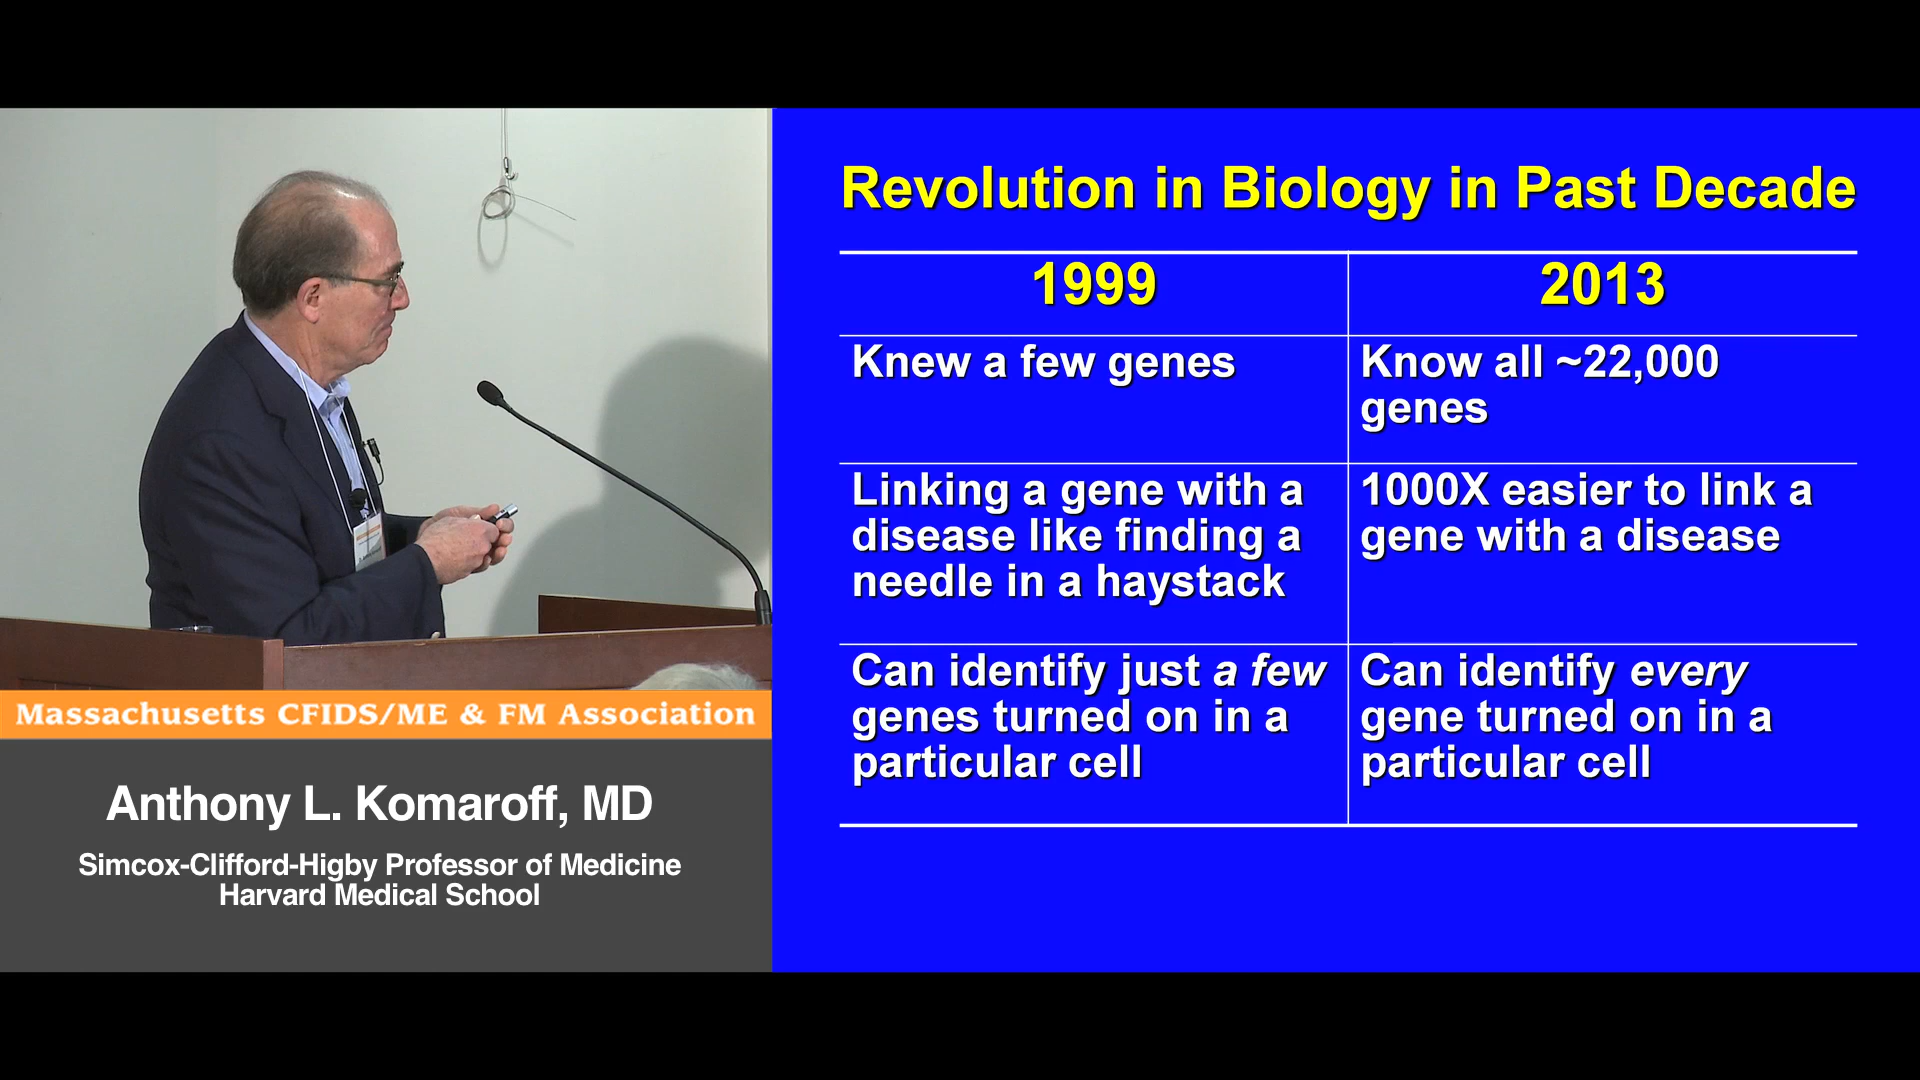 Revolution in Biology in Past Decade
1999
2013
Knew a few genes
Know all ~22,000
genes
Linking a gene with a
disease like finding a
needle in a haystack
1000X easier to link a
gene with a disease
Can identify just a few
genes turned on in a
particular cell
Can identify every
gene turned on in a
particular cell
Massachusetts CFIDS/ME & FM Association
Anthony L. Komaroff, MD
Simcox-Clifford-Higby Professor of Medicine
Harvard Medical School